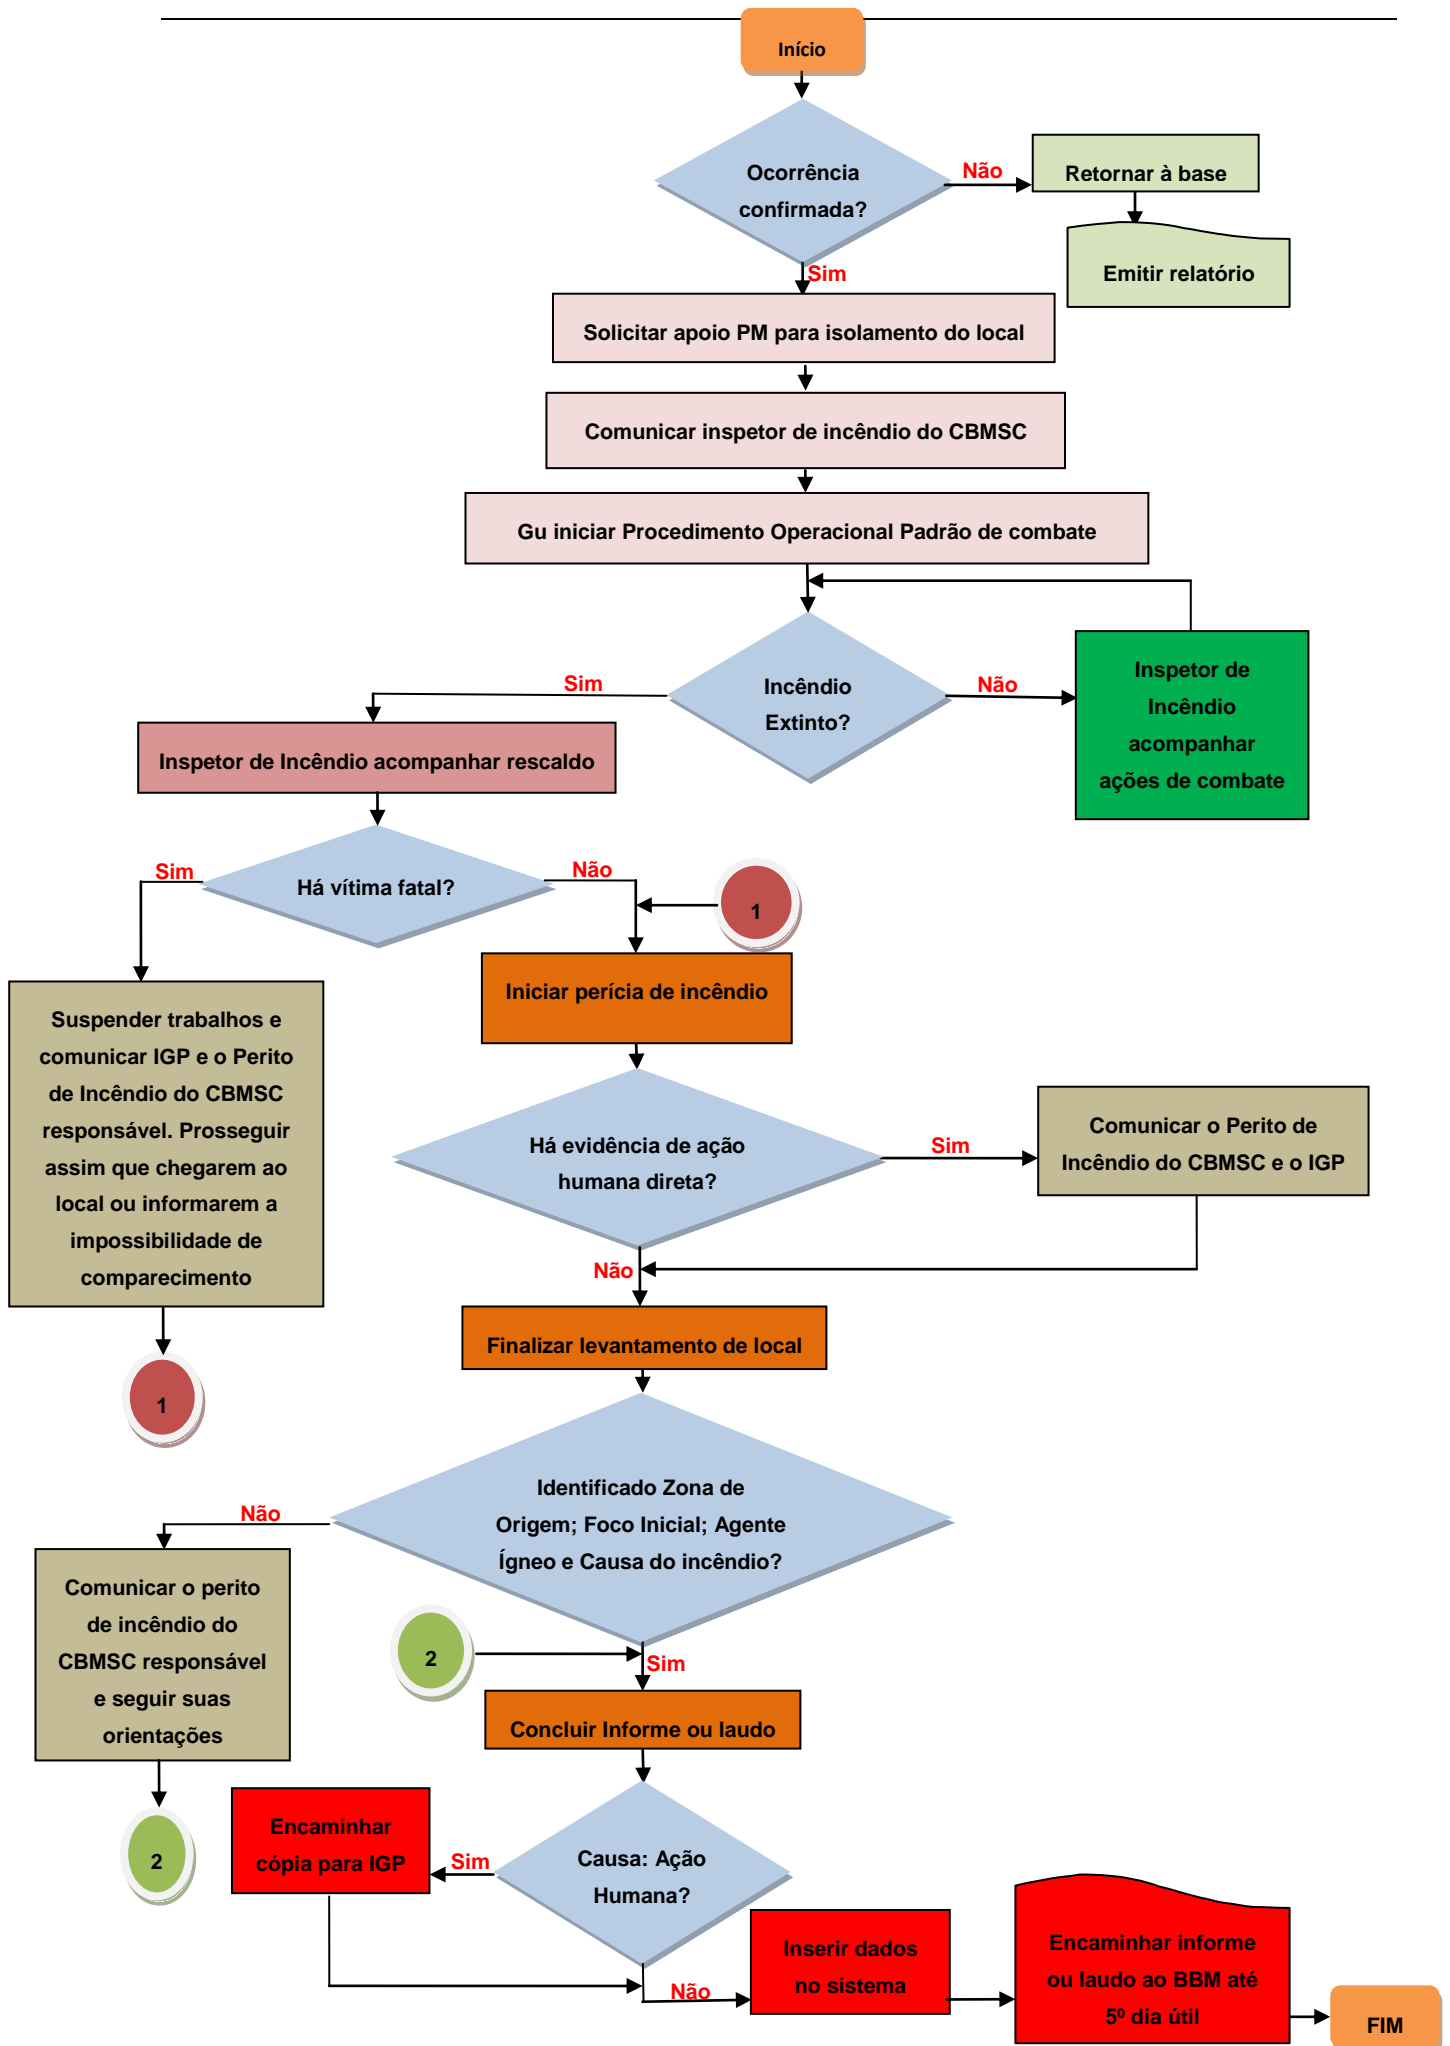 Início
Ocorrência
confirmada?
Não
Retornar à base
Emitir relatório
Sim
Solicitar apoio PM para isolamento do local
Comunicar inspetor de incêndio do CBMSC
Gu iniciar Procedimento Operacional Padrão de combate
Incêndio
Extinto?
Sim
Não
Inspetor de
Incêndio
acompanhar
ações de combate
Inspetor de Incêndio acompanhar rescaldo
Há vítima fatal?
Sim
Não
1
Suspender trabalhos e
comunicar IGP e o Perito
de Incêndio do CBMSC
responsável. Prosseguir
assim que chegarem ao
local ou informarem a
impossibilidade de
comparecimento
1
Iniciar perícia de incêndio
Há evidência de ação
humana direta?
Sim
Comunicar o Perito de
Incêndio do CBMSC e o IGP
Não
Finalizar levantamento de local
Identificado Zona de
Origem; Foco Inicial; Agente
Ígneo e Causa do incêndio?
Não
Comunicar o perito
de incêndio do
CBMSC responsável
e seguir suas
orientações
2
2
Sim
Concluir Informe ou laudo
Causa: Ação
Humana?
Sim
Encaminhar
cópia para IGP
Não
Inserir dados
no sistema
Encaminhar informe
ou laudo ao BBM até
5º dia útil
FIM